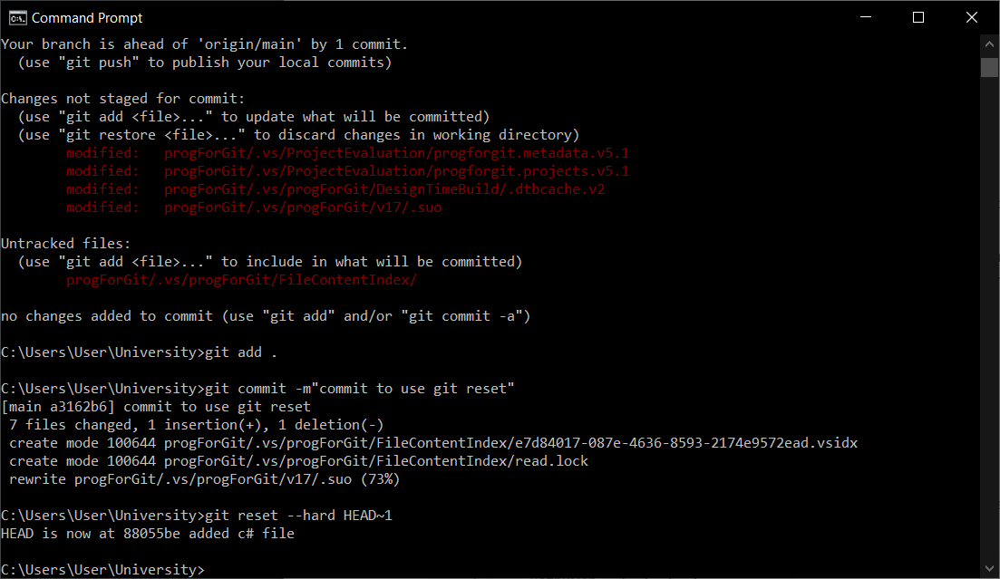 Command Prompt
Your branch is ahead of 'origin/main' by 1 commit.
  (use "git push" to publish your local commits)
Changes not staged for commit:
  (use "git add <file>..." to update what will be committed)
  (use "git restore <file>..." to discard changes in working directory)
        modified:   progForGit/.vs/ProjectEvaluation/progforgit.metadata.v5.1
        modified:   progForGit/.vs/ProjectEvaluation/progforgit.projects.v5.1
        modified:   progForGit/.vs/progForGit/DesignTimeBuild/.dtbcache.v2
        modified:   progForGit/.vs/progForGit/v17/.suo
Untracked files:
  (use "git add <file>..." to include in what will be committed)
        progForGit/.vs/progForGit/FileContentIndex/
no changes added to commit (use "git add" and/or "git commit -a")
C:\Users\User\University>git add .
C:\Users\User\University>git commit -m"commit to use git reset"
[main a3162b6] commit to use git reset
 7 files changed, 1 insertion(+), 1 deletion(-)
 create mode 100644 progForGit/.vs/progForGit/FileContentIndex/e7d84017-087e-4636-8593-2174e9572ead.vsidx
 create mode 100644 progForGit/.vs/progForGit/FileContentIndex/read.lock
 rewrite progForGit/.vs/progForGit/v17/.suo (73%)
C:\Users\User\University>git reset --hard HEAD~1
HEAD is now at 88055be added c# file
C:\Users\User\University>